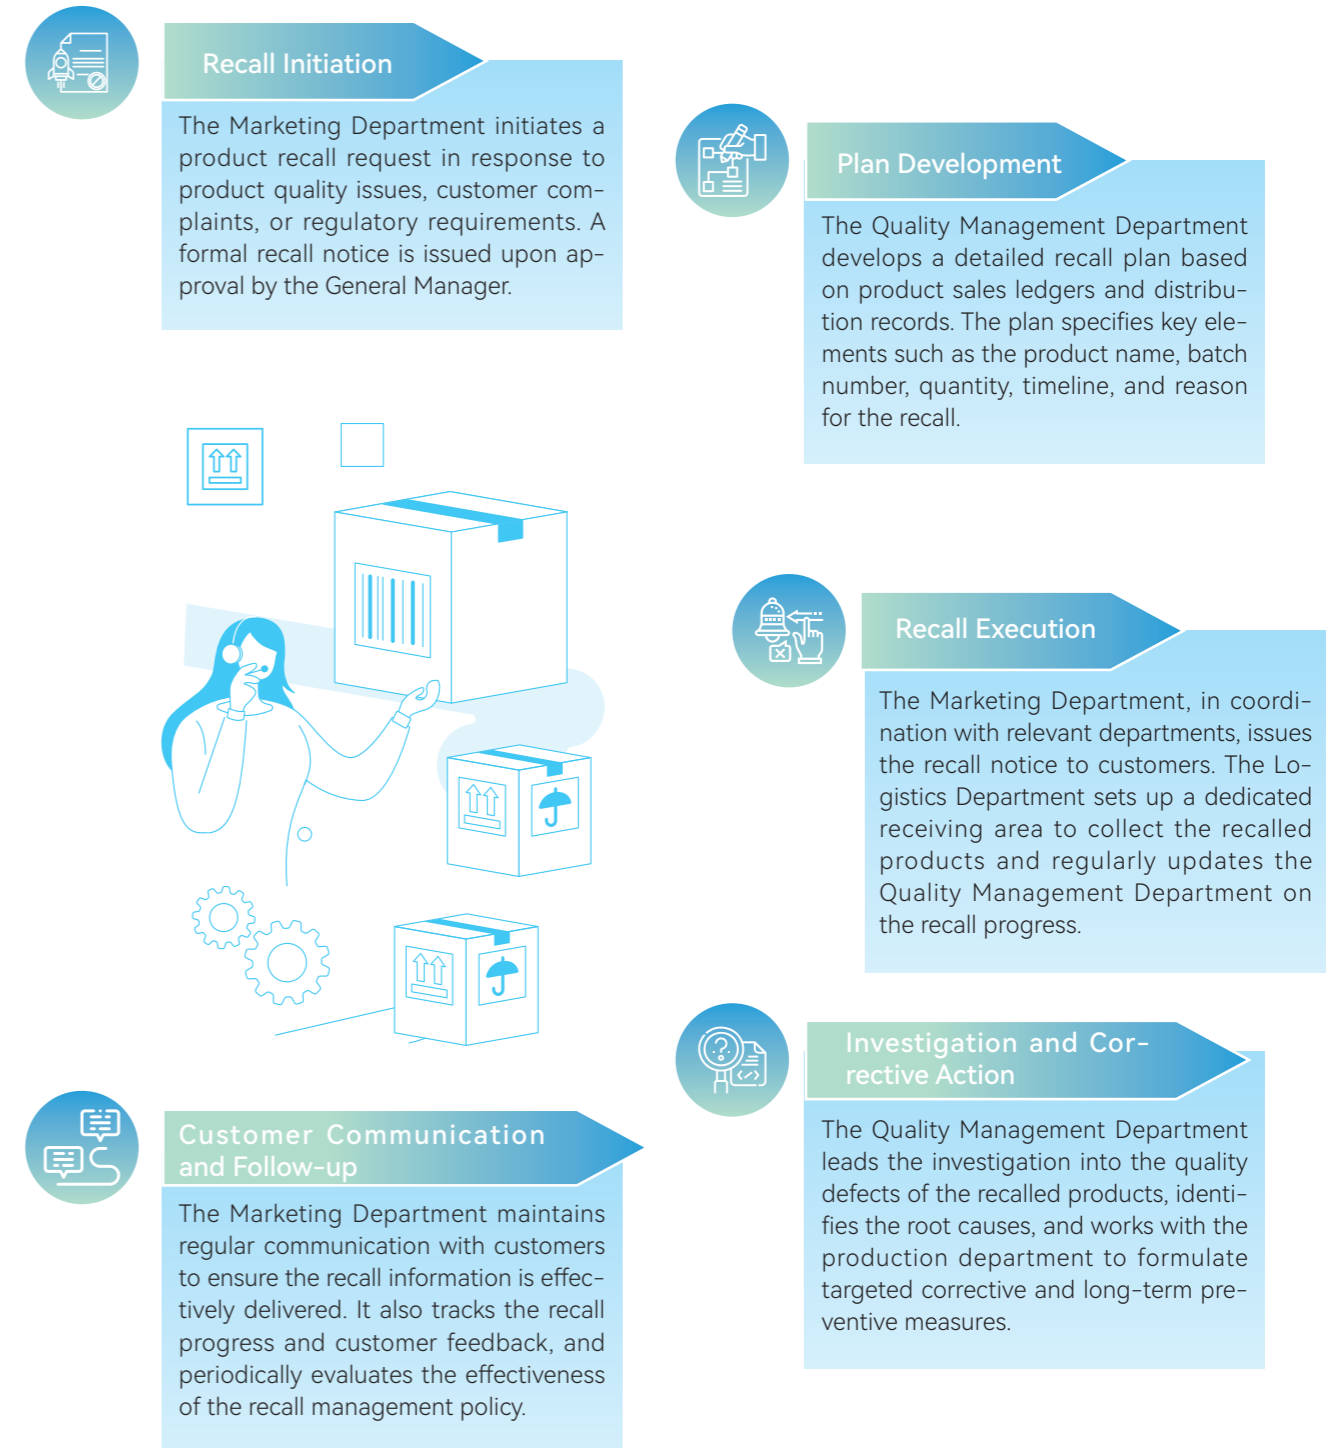 Recall Initiation
The Marketing Department initiates a
product recall request in response to
product quality issues, customer com-
plaints, or regulatory requirements. A
formal recall notice is issued upon ap-
proval by the General Manager.
Plan Development
The Quality Management Department
develops a detailed recall plan based
on product sales ledgers and distribu-
tion records. The plan specifies key ele-
ments such as the product name, batch
number, quantity, timeline, and reason
for the recall.
Recall Execution
The Marketing Department, in coordi-
nation with relevant departments, issues
the recall notice to customers. The Lo-
gistics Department sets up a dedicated
receiving area to collect the recalled
products and regularly updates the
Quality Management Department on
the recall progress.
Investigation and Cor-
rective Action
The Quality Management Department
leads the investigation into the quality
defects of the recalled products, identi-
fies the root causes, and works with the
production department to formulate
targeted corrective and long-term pre-
ventive measures.
Customer Communication
and Follow-up
The Marketing Department maintains
regular communication with customers
to ensure the recall information is effec-
tively delivered. It also tracks the recall
progress and customer feedback, and
periodically evaluates the effectiveness
of the recall management policy.